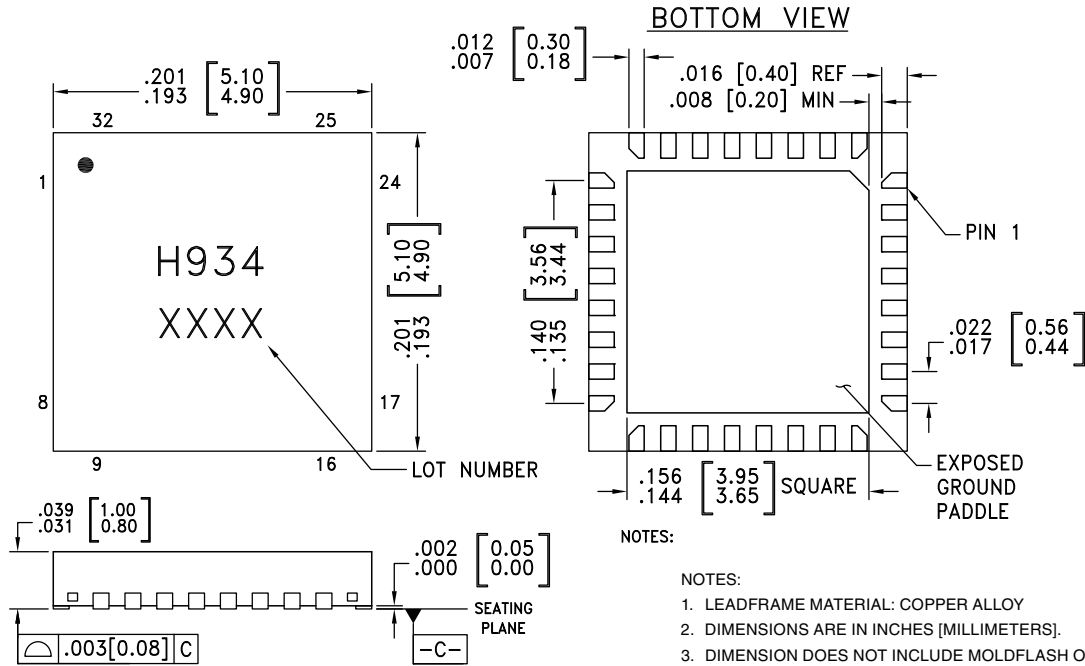 BOTTOM VIEW
.012 [0.30]
.007 [0.18]
.016 [0.40] REF
.008 [0.20] MIN
.201 [5.10]
.193 [4.90]
32 25
1 24
H934
XXXX
8 17
9 16
.201 [5.10]
.193 [4.90]
LOT NUMBER
.140 [3.56]
.135 [3.44]
PIN 1
.022 [0.56]
.017 [0.44]
.156 [3.95]
.144 [3.65] SQUARE
EXPOSED
GROUND
PADDLE
.039 [1.00]
.031 [0.80]
.002 [0.05]
.000 [0.00]
SEATING
PLANE
.003[0.08] C
-C-
NOTES:
NOTES:
1. LEADFRAME MATERIAL: COPPER ALLOY
2. DIMENSIONS ARE IN INCHES [MILLIMETERS].
3. DIMENSION DOES NOT INCLUDE MOLDFLASH O